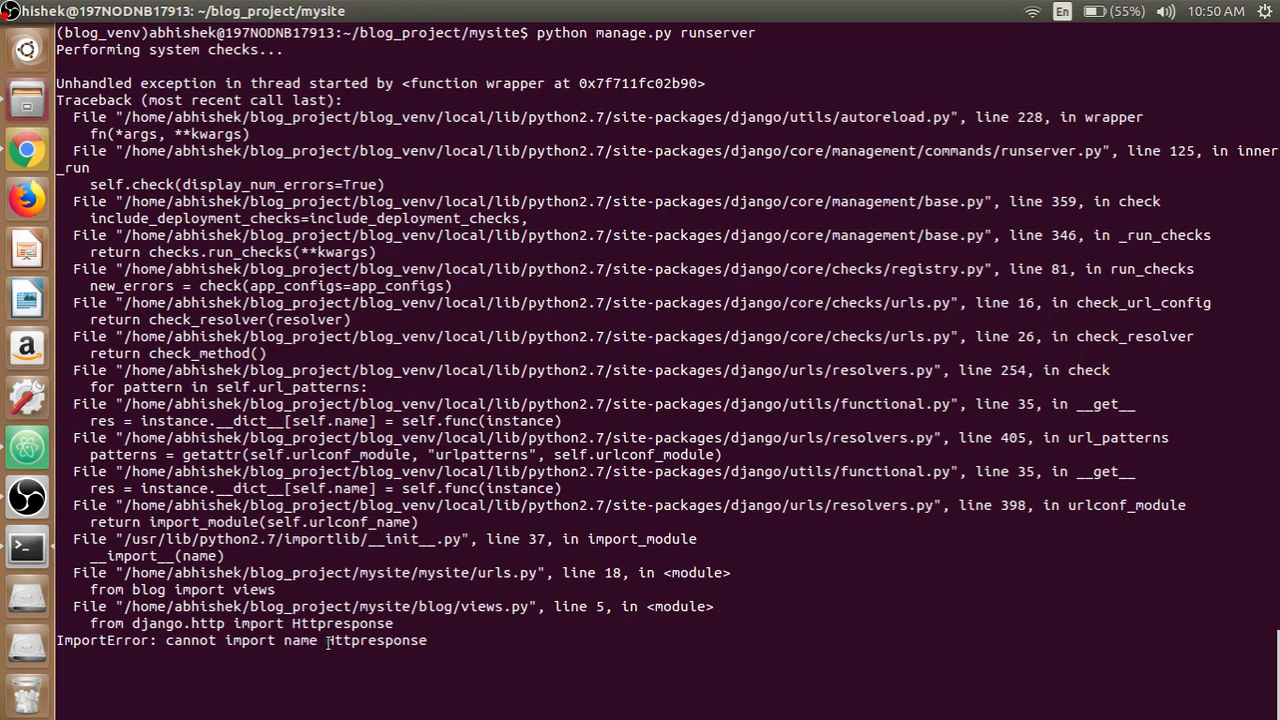 hishek@197NODNB17913: ~/blog_project/mysite
En
(55%)
10:50 AM
(blog_venv)abhishek@197NODNB17913:~/blog_project/mysite$ python manage.py runserver
Performing system checks...
Unhandled exception in thread started by <function wrapper at 0x7f711fc02b90>
Traceback (most recent call last):
  File "/home/abhishek/blog_project/blog_venv/local/lib/python2.7/site-packages/django/utils/autoreload.py", line 228, in wrapper
    fn(*args, **kwargs)
  File "/home/abhishek/blog_project/blog_venv/local/lib/python2.7/site-packages/django/core/management/commands/runserver.py", line 125, in inner
_run
    self.check(display_num_errors=True)
  File "/home/abhishek/blog_project/blog_venv/local/lib/python2.7/site-packages/django/core/management/base.py", line 359, in check
    include_deployment_checks=include_deployment_checks,
  File "/home/abhishek/blog_project/blog_venv/local/lib/python2.7/site-packages/django/core/management/base.py", line 346, in _run_checks
    return checks.run_checks(**kwargs)
  File "/home/abhishek/blog_project/blog_venv/local/lib/python2.7/site-packages/django/core/checks/registry.py", line 81, in run_checks
    new_errors = check(app_configs=app_configs)
  File "/home/abhishek/blog_project/blog_venv/local/lib/python2.7/site-packages/django/core/checks/urls.py", line 16, in check_url_config
    return check_resolver(resolver)
  File "/home/abhishek/blog_project/blog_venv/local/lib/python2.7/site-packages/django/core/checks/urls.py", line 26, in check_resolver
    return check_method()
  File "/home/abhishek/blog_project/blog_venv/local/lib/python2.7/site-packages/django/urls/resolvers.py", line 254, in check
    for pattern in self.url_patterns:
  File "/home/abhishek/blog_project/blog_venv/local/lib/python2.7/site-packages/django/utils/functional.py", line 35, in __get__
    res = instance.__dict__[self.name] = self.func(instance)
  File "/home/abhishek/blog_project/blog_venv/local/lib/python2.7/site-packages/django/urls/resolvers.py", line 405, in url_patterns
    patterns = getattr(self.urlconf_module, "urlpatterns", self.urlconf_module)
  File "/home/abhishek/blog_project/blog_venv/local/lib/python2.7/site-packages/django/utils/functional.py", line 35, in __get__
    res = instance.__dict__[self.name] = self.func(instance)
  File "/home/abhishek/blog_project/blog_venv/local/lib/python2.7/site-packages/django/urls/resolvers.py", line 398, in urlconf_module
    return import_module(self.urlconf_name)
  File "/usr/lib/python2.7/importlib/__init__.py", line 37, in import_module
    __import__(name)
  File "/home/abhishek/blog_project/mysite/mysite/urls.py", line 18, in <module>
    from blog import views
  File "/home/abhishek/blog_project/mysite/blog/views.py", line 5, in <module>
    from django.http import Httpresponse
ImportError: cannot import name Httpresponse